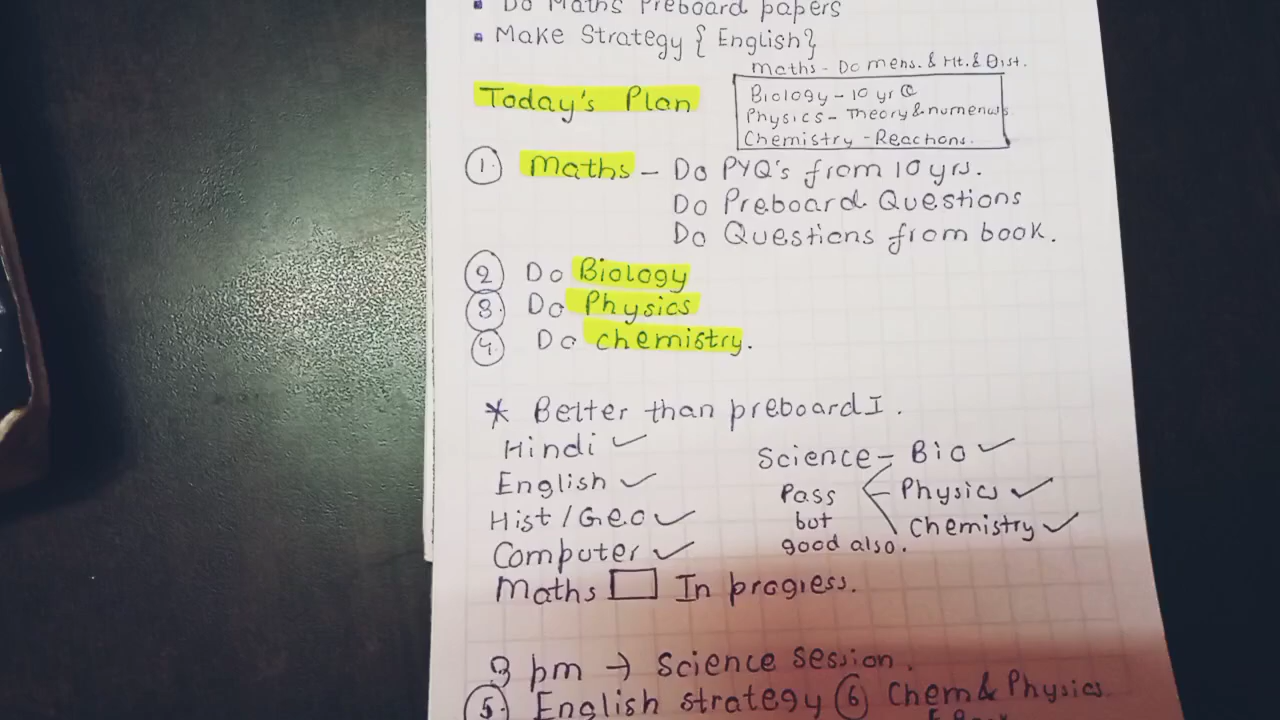 Do Maths Preboard papers
Make Strategy { English}
Maths - Do mens. & Ht. & Dist.
Today's Plan
Biology - 10 yr Q
Physics - Theory & numericals
Chemistry - Reactions.
1. Maths - Do PYQ's from 10 yrs.
Do Preboard Questions
Do Questions from book.
2 Do Biology
3. Do Physics
4. Do chemistry.
* Better than preboard I.
Hindi ✓
English ✓
Hist / Geo ✓
Computer ✓
Maths ☐ In progress.
Science - Bio ✓
Physics ✓
Chemistry ✓
Pass
but
good also.
9 pm → Science session.
5. English strategy 6 Chem & Physics